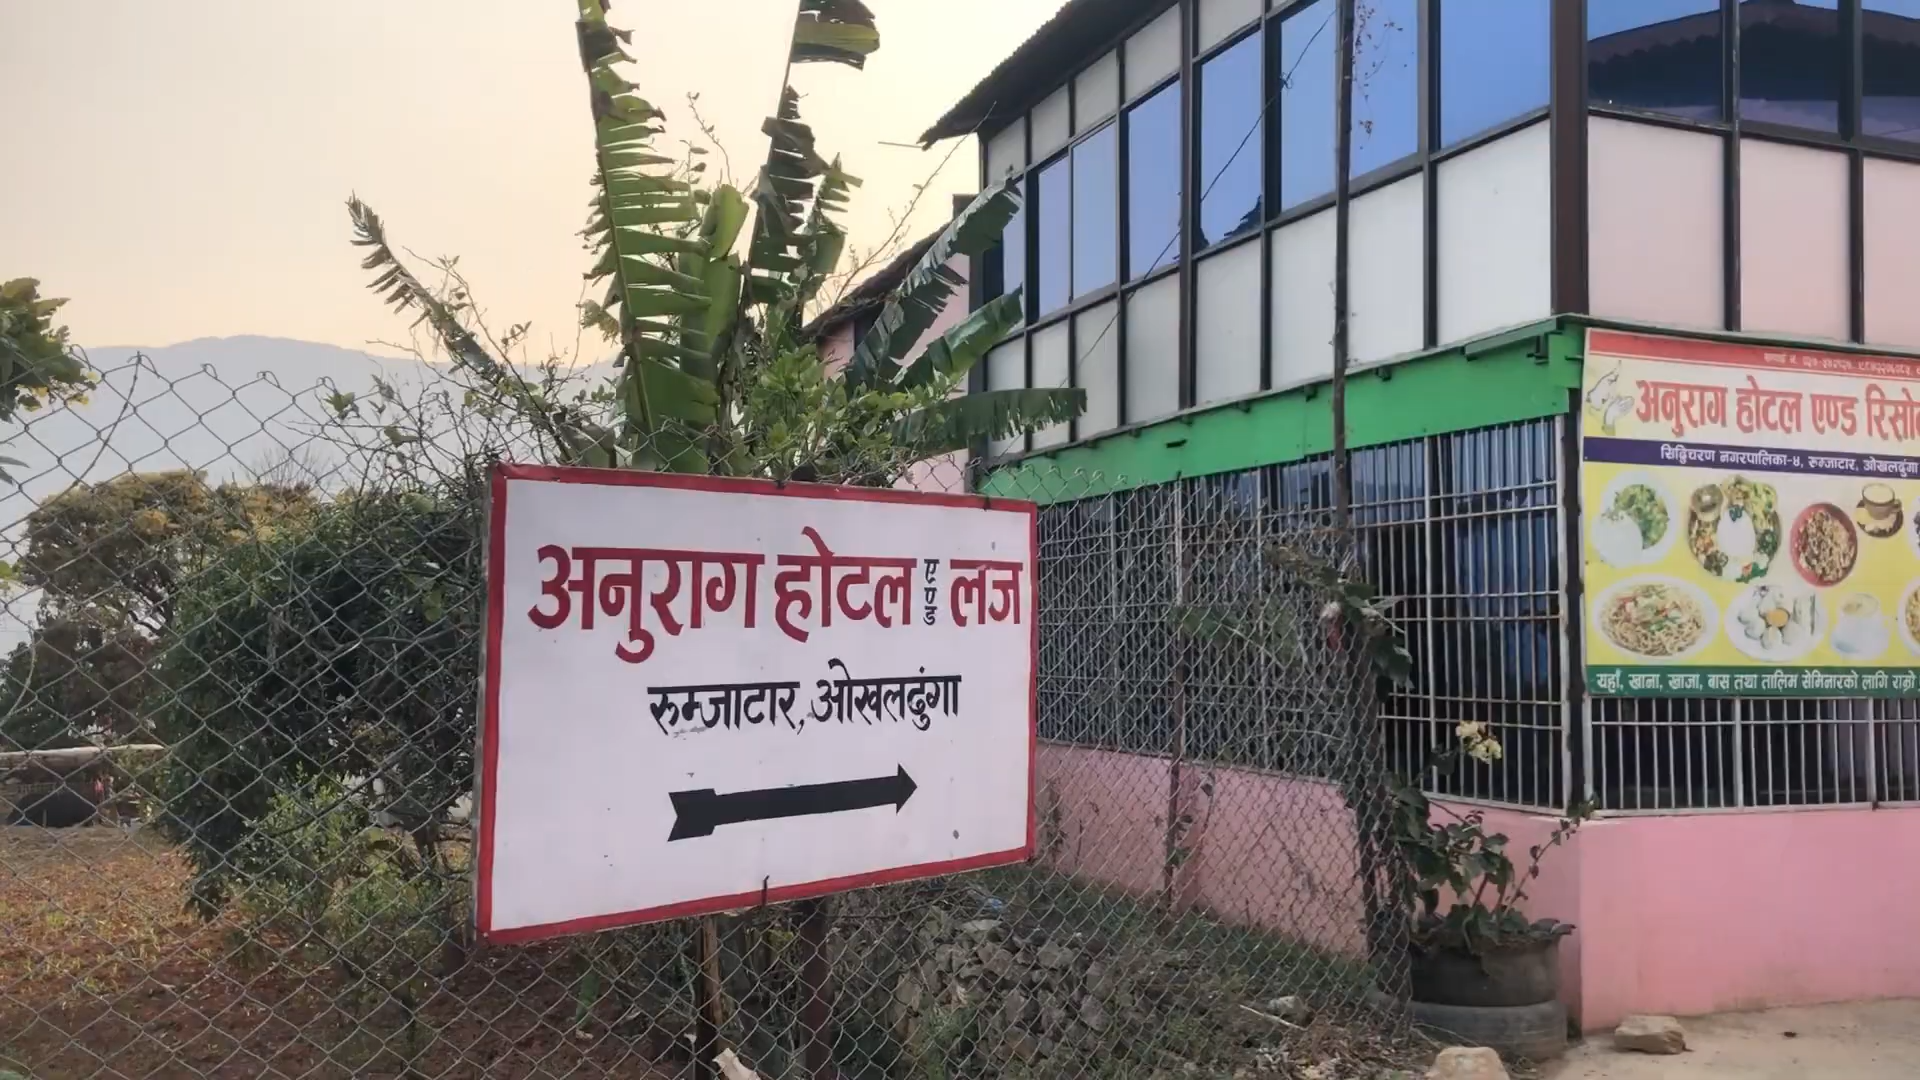 अनुराग होटल एण्ड लज
रुम्जाटार, ओखलढुंगा
अनुराग होटल एण्ड
सिद्धिचरण नगरपालिका-४, रुम्जाटार, ओखलढुंगा
यहाँ, खाना, खाजा, बास तथा तालिम सेमिनारको लागि